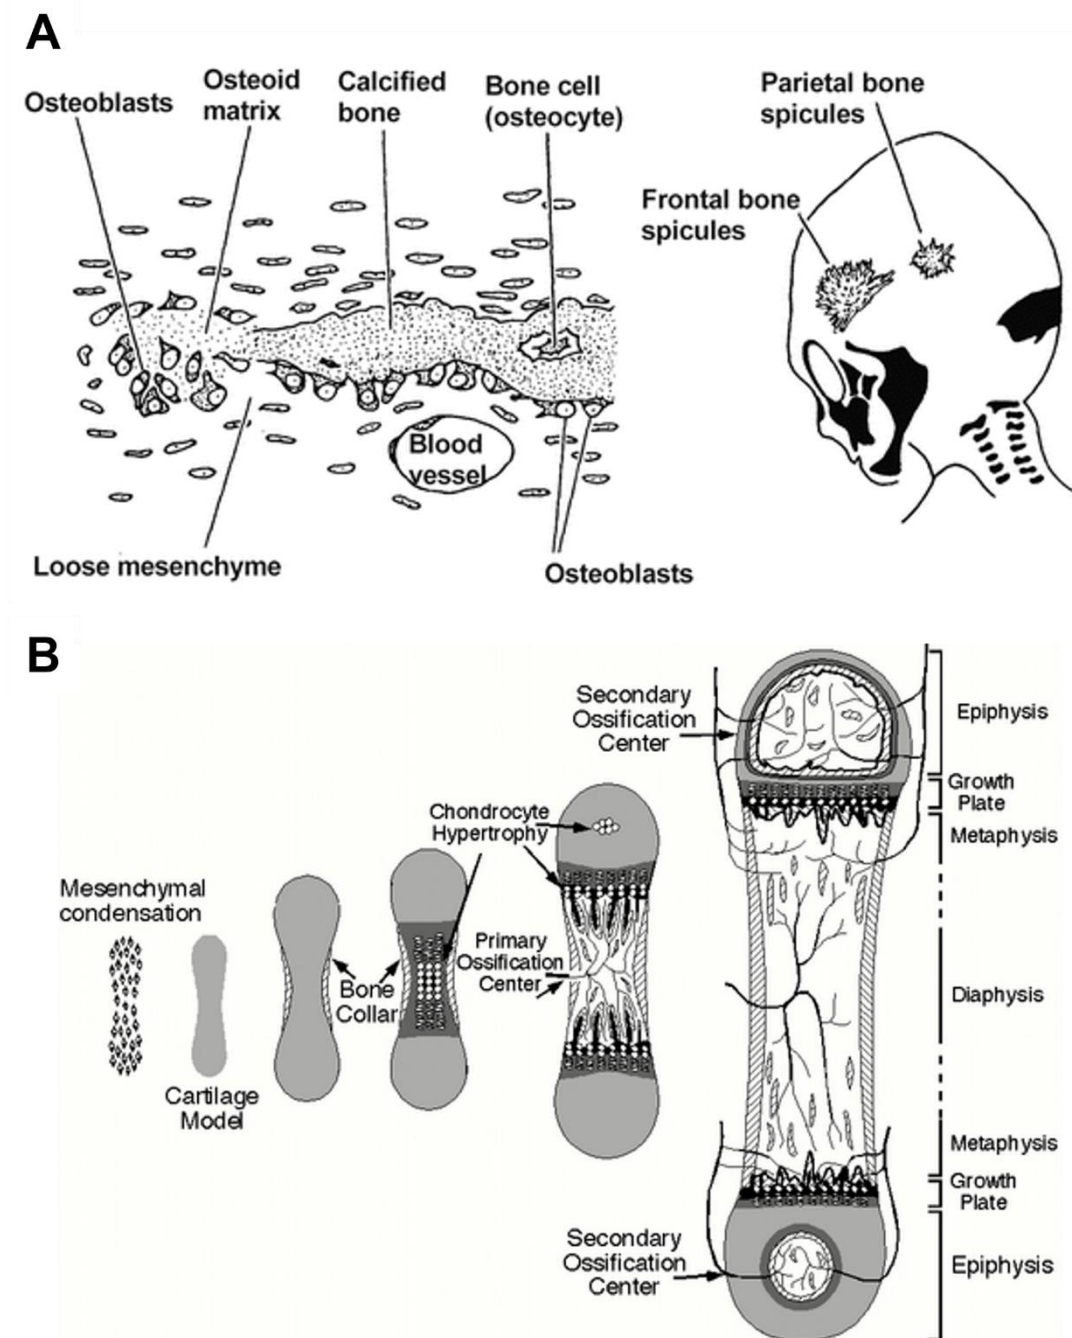 A
Osteoblasts
Osteoid
matrix
Calcified
bone
Bone cell
(osteocyte)
Parietal bone
spicules
Frontal bone
spicules
Blood
vessel
Loose mesenchyme
Osteoblasts
B
Secondary
Ossification
Center
Epiphysis
Growth
Plate
Metaphysis
Chondrocyte
Hypertrophy
Mesenchymal
condensation
Primary
Ossification
Center
Bone
Collar
Diaphysis
Cartilage
Model
Metaphysis
Growth
Plate
Secondary
Ossification
Center
Epiphysis